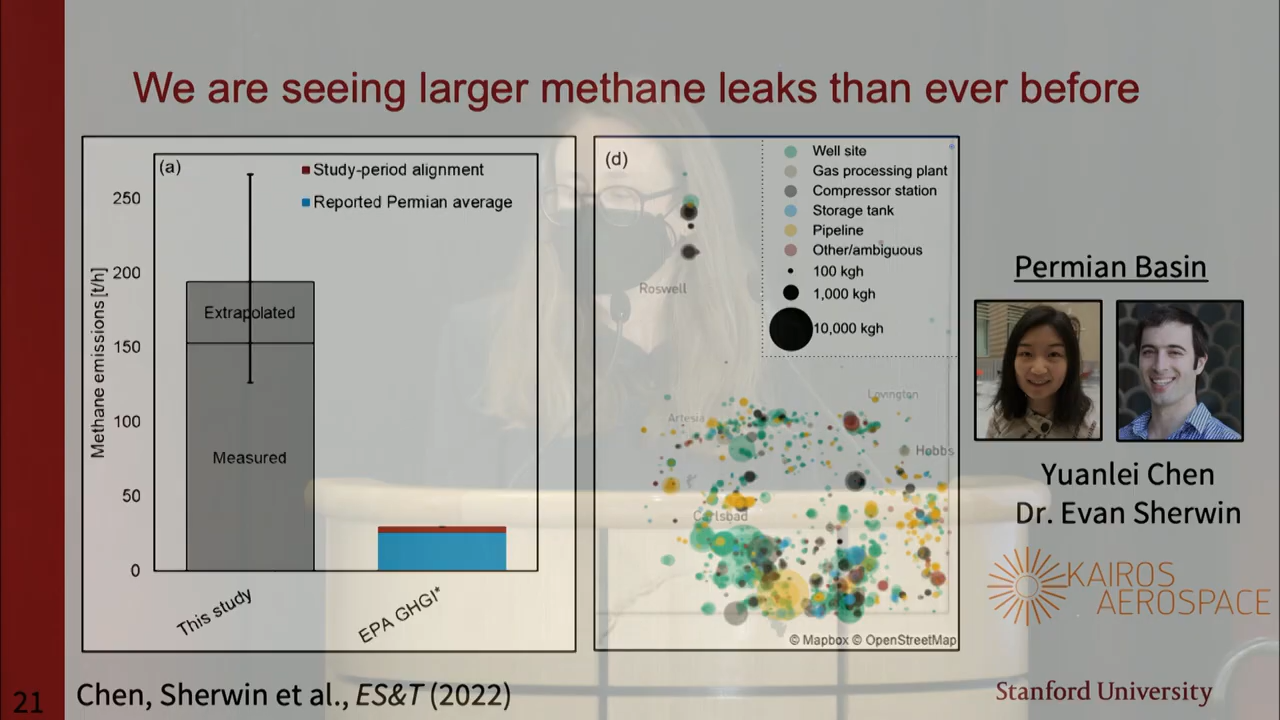 We are seeing larger methane leaks than ever before
(a)
Study-period alignment
Reported Permian average
Methane emissions [t/h]
250
200
150
100
50
0
Extrapolated
Measured
This study
EPA GHGI*
(d)
Well site
Gas processing plant
Compressor station
Storage tank
Pipeline
Other/ambiguous
100 kgh
1,000 kgh
10,000 kgh
Roswell
Lovington
Artesia
Hobbs
Carlsbad
© Mapbox © OpenStreetMap
Permian Basin
Yuanlei Chen
Dr. Evan Sherwin
KAIROS
AEROSPACE
21
Chen, Sherwin et al., ES&T (2022)
Stanford University